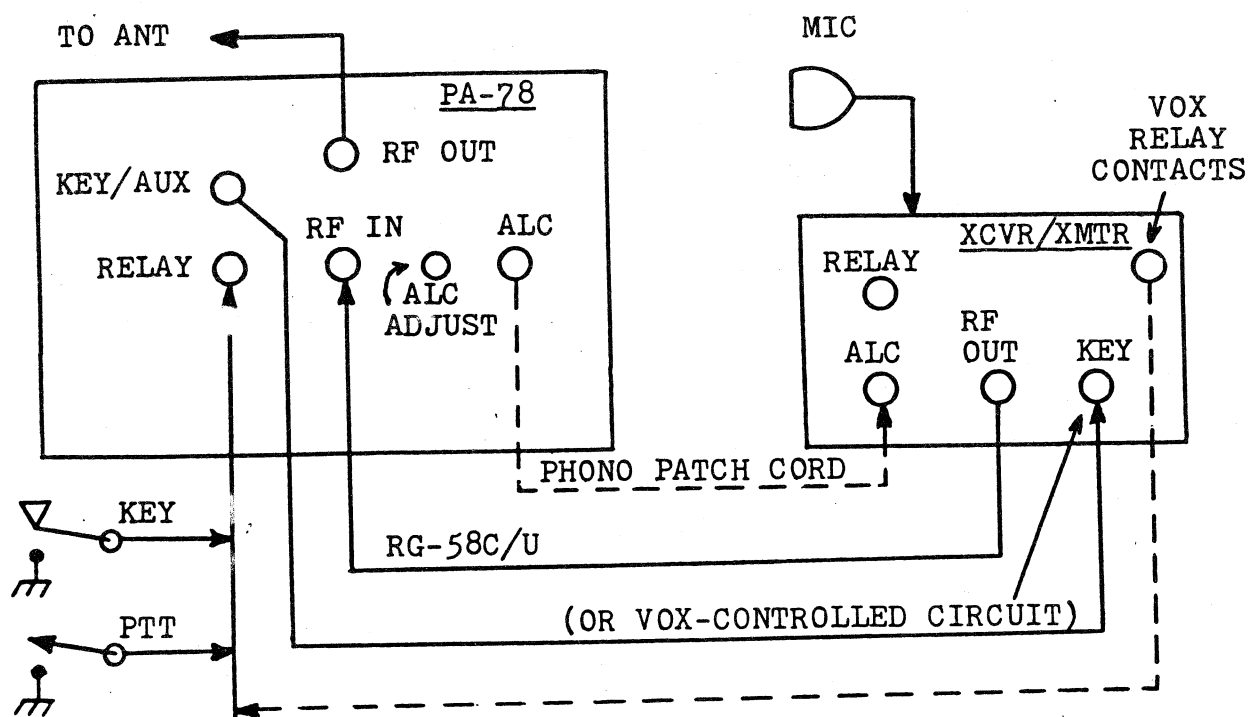 TO ANT
PA-78
RF OUT
KEY/AUX
RF IN
ALC
RELAY
ALC
ADJUST
MIC
VOX
RELAY
CONTACTS
XCVR/XMTR
RELAY
ALC
RF
OUT
KEY
PHONO PATCH CORD
KEY
RG-58C/U
(OR VOX-CONTROLLED CIRCUIT)
PTT